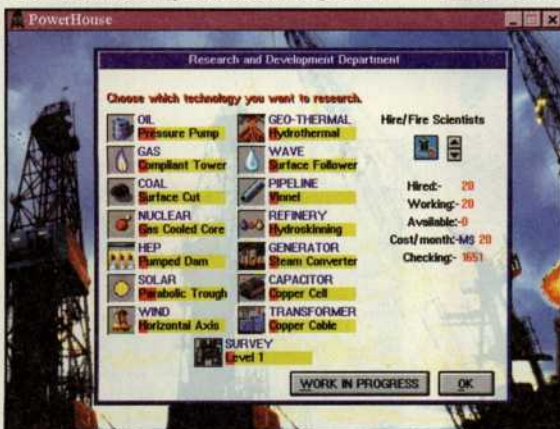 PowerHouse
Research and Development Department
Choose which technology you want to research.
OIL
Pressure Pump
GAS
Compliant Tower
COAL
Surface Cut
NUCLEAR
Gas Cooled Core
HEP
Pumped Dam
SOLAR
Parabolic Trough
WIND
Horizontal Axis
GEO-THERMAL
Hydrothermal
WAVE
Surface Follower
PIPELINE
Vinnel
REFINERY
Hydroskinning
GENERATOR
Steam Converter
CAPACITOR
Copper Cell
TRANSFORMER
Copper Cable
SURVEY
Level 1
Hire/Fire Scientists
Hired:- 20
Working:- 20
Available:-0
Cost/month:-M$ 20
Checking:- 1651
WORK IN PROGRESS
OK